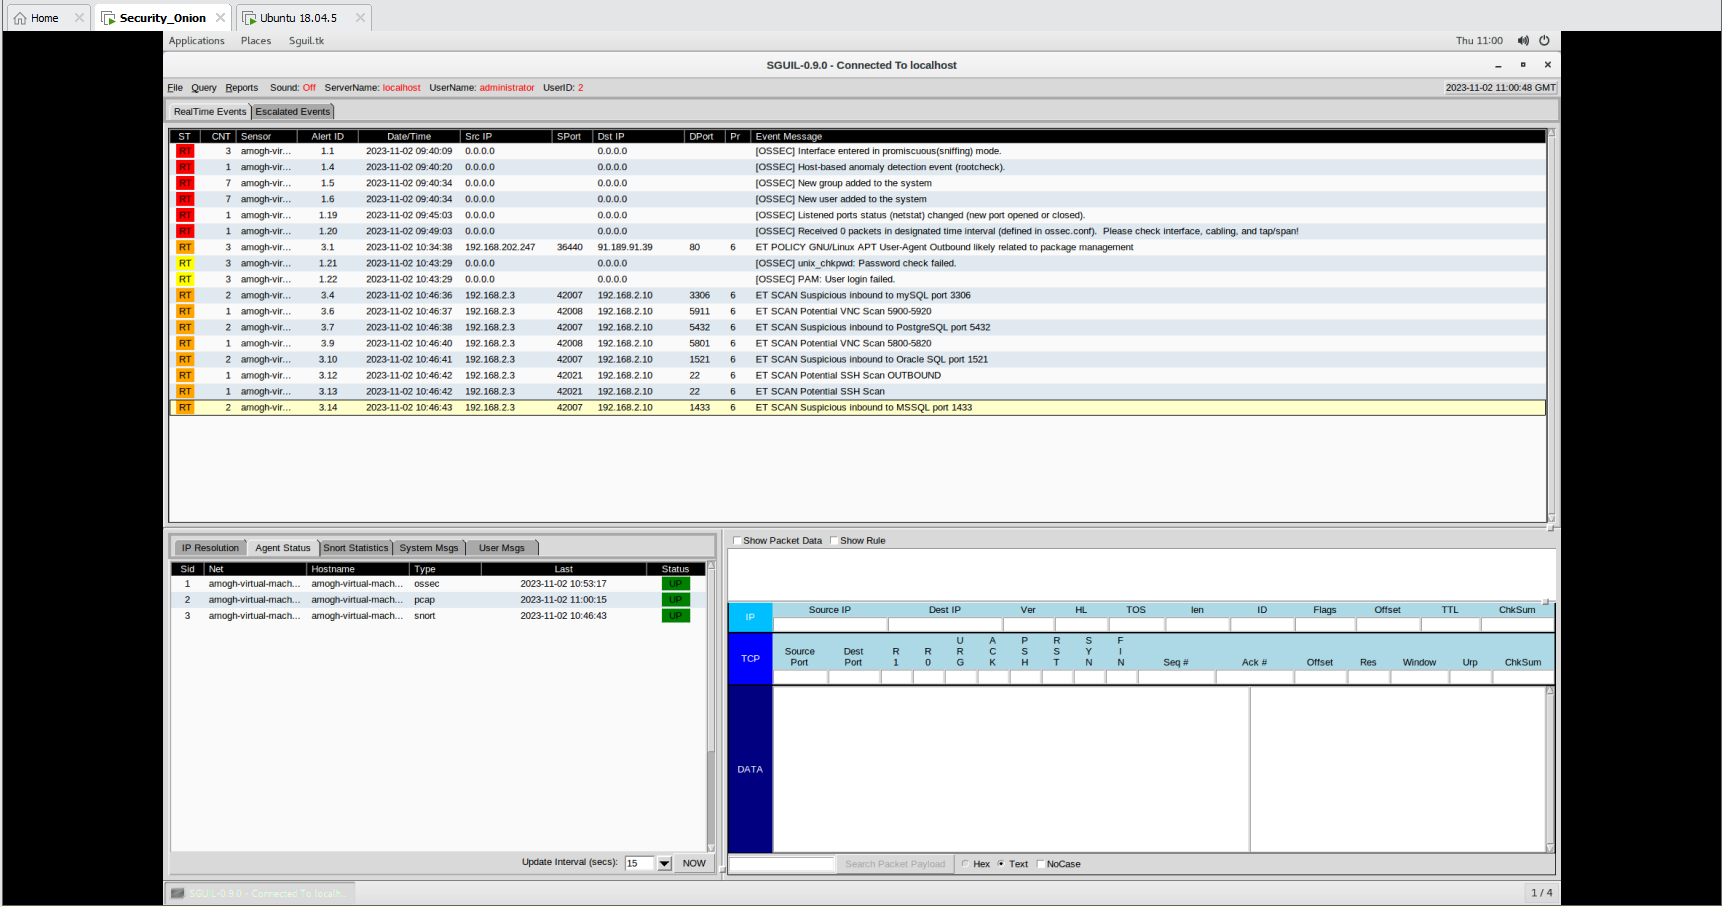 Home Security_Onion Ubuntu 18.04.5
Applications Places Sguil.tk Thu 11:00
SGUIL-0.9.0 - Connected To localhost
File Query Reports Sound: Off ServerName: localhost UserName: administrator UserID: 2 2023-11-02 11:00:48 GMT
RealTime Events Escalated Events
ST CNT Sensor Alert ID Date/Time Src IP SPort Dst IP DPort Pr Event Message
RT 3 amogh-vir... 1.1 2023-11-02 09:40:09 0.0.0.0 0.0.0.0 [OSSEC] Interface entered in promiscuous(sniffing) mode.
RT 1 amogh-vir... 1.4 2023-11-02 09:40:20 0.0.0.0 0.0.0.0 [OSSEC] Host-based anomaly detection event (rootcheck).
RT 7 amogh-vir... 1.5 2023-11-02 09:40:34 0.0.0.0 0.0.0.0 [OSSEC] New group added to the system
RT 7 amogh-vir... 1.6 2023-11-02 09:40:34 0.0.0.0 0.0.0.0 [OSSEC] New user added to the system
RT 1 amogh-vir... 1.19 2023-11-02 09:45:03 0.0.0.0 0.0.0.0 [OSSEC] Listened ports status (netstat) changed (new port opened or closed).
RT 1 amogh-vir... 1.20 2023-11-02 09:49:03 0.0.0.0 0.0.0.0 [OSSEC] Received 0 packets in designated time interval (defined in ossec.conf). Please check interface, cabling, and tap/span!
RT 3 amogh-vir... 3.1 2023-11-02 10:34:38 192.168.202.247 36440 91.189.91.39 80 6 ET POLICY GNU/Linux APT User-Agent Outbound likely related to package management
RT 3 amogh-vir... 1.21 2023-11-02 10:43:29 0.0.0.0 0.0.0.0 [OSSEC] unix_chkpwd: Password check failed.
RT 3 amogh-vir... 1.22 2023-11-02 10:43:29 0.0.0.0 0.0.0.0 [OSSEC] PAM: User login failed.
RT 2 amogh-vir... 3.4 2023-11-02 10:46:36 192.168.2.3 42007 192.168.2.10 3306 6 ET SCAN Suspicious inbound to mySQL port 3306
RT 1 amogh-vir... 3.6 2023-11-02 10:46:37 192.168.2.3 42008 192.168.2.10 5911 6 ET SCAN Potential VNC Scan 5900-5920
RT 2 amogh-vir... 3.7 2023-11-02 10:46:38 192.168.2.3 42007 192.168.2.10 5432 6 ET SCAN Suspicious inbound to PostgreSQL port 5432
RT 1 amogh-vir... 3.9 2023-11-02 10:46:40 192.168.2.3 42008 192.168.2.10 5801 6 ET SCAN Potential VNC Scan 5800-5820
RT 2 amogh-vir... 3.10 2023-11-02 10:46:41 192.168.2.3 42007 192.168.2.10 1521 6 ET SCAN Suspicious inbound to Oracle SQL port 1521
RT 1 amogh-vir... 3.12 2023-11-02 10:46:42 192.168.2.3 42021 192.168.2.10 22 6 ET SCAN Potential SSH Scan OUTBOUND
RT 1 amogh-vir... 3.13 2023-11-02 10:46:42 192.168.2.3 42021 192.168.2.10 22 6 ET SCAN Potential SSH Scan
RT 2 amogh-vir... 3.14 2023-11-02 10:46:43 192.168.2.3 42007 192.168.2.10 1433 6 ET SCAN Suspicious inbound to MSSQL port 1433
IP Resolution Agent Status Snort Statistics System Msgs User Msgs
Sid Net Hostname Type Last Status
1 amogh-virtual-mach... amogh-virtual-mach... ossec 2023-11-02 10:53:17 UP
2 amogh-virtual-mach... amogh-virtual-mach... pcap 2023-11-02 11:00:15 UP
3 amogh-virtual-mach... amogh-virtual-mach... snort 2023-11-02 10:46:43 UP
Update Interval (secs): 15 NOW
Show Packet Data Show Rule
IP Source IP Dest IP Ver HL TOS len ID Flags Offset TTL ChkSum
TCP Source Port Dest Port R1 R0 URG ACK PSH RST SYN FIN Seq # Ack # Offset Res Window Urp ChkSum
DATA
Search Packet Payload Hex Text NoCase
SGUIL-0.9.0 - Connected To localh... 1 / 4